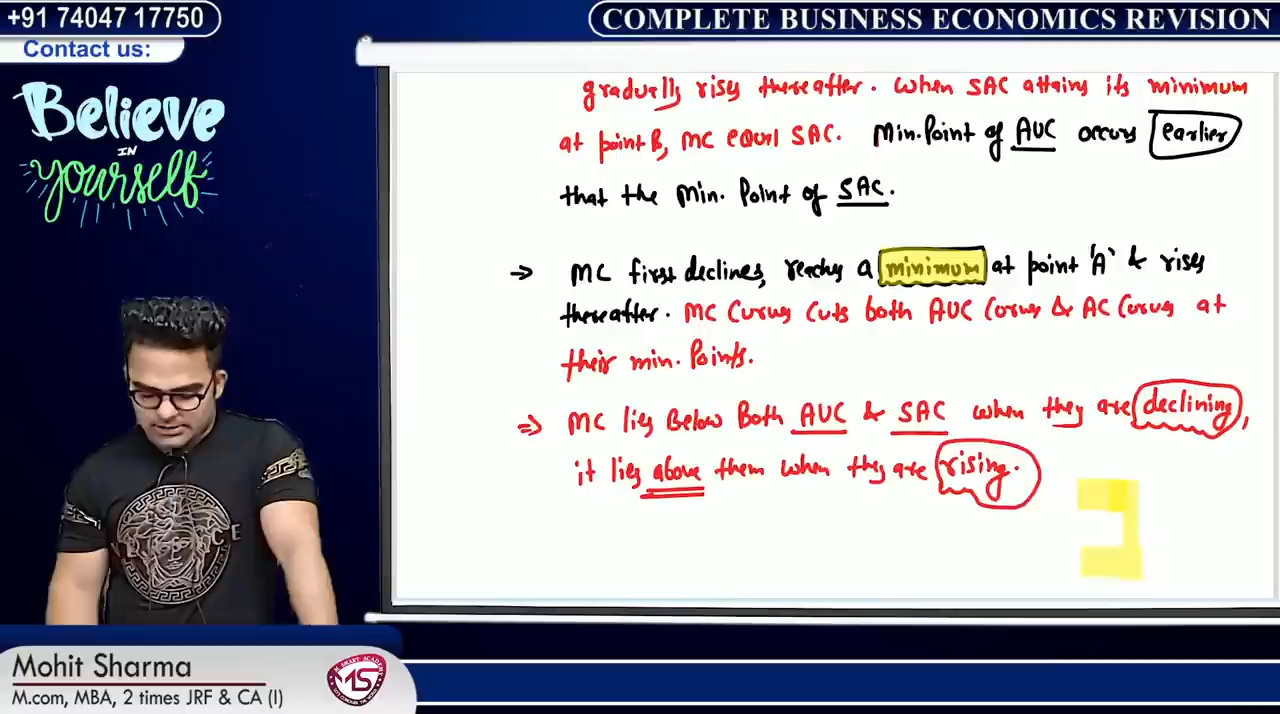 +91 74047 17750
Contact us:
COMPLETE BUSINESS ECONOMICS REVISION
Believe
IN
yourself
gradually rises thereafter. When SAC attains its minimum
at point B, MC equal SAC. Min. Point of AVC occurs earlier
that the Min. Point of SAC.
→ MC first declines, reaches a minimum at point 'A' & rises
thereafter. MC Curves Cuts both AVC Curves & AC Curves at
their min. Points.
⇒ MC lies Below Both AVC & SAC when they are declining,
it lies above them when they are rising.
Mohit Sharma
M.com, MBA, 2 times JRF & CA (I)
MS